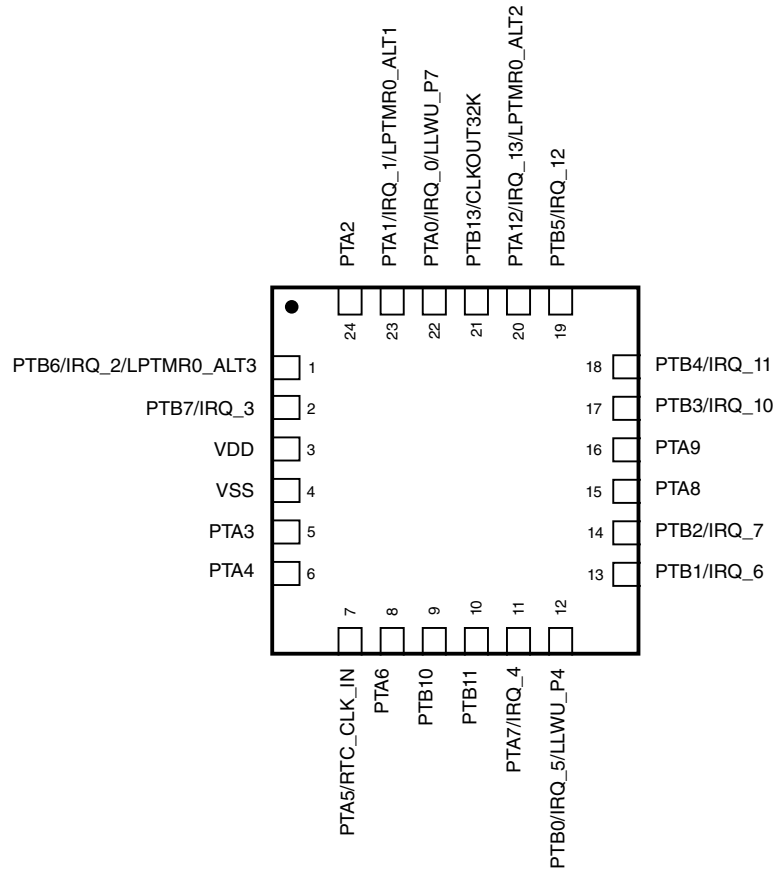 PTA2
PTA1/IRQ_1/LPTMR0_ALT1
PTA0/IRQ_0/LLWU_P7
PTB13/CLKOUT32K
PTA12/IRQ_13/LPTMR0_ALT2
PTB5/IRQ_12
24
23
22
21
20
19
PTB6/IRQ_2/LPTMR0_ALT3
1
PTB7/IRQ_3
2
VDD
3
VSS
4
PTA3
5
PTA4
6
18
PTB4/IRQ_11
17
PTB3/IRQ_10
16
PTA9
15
PTA8
14
PTB2/IRQ_7
13
PTB1/IRQ_6
7
8
9
10
11
12
PTA5/RTC_CLK_IN
PTA6
PTB10
PTB11
PTA7/IRQ_4
PTB0/IRQ_5/LLWU_P4